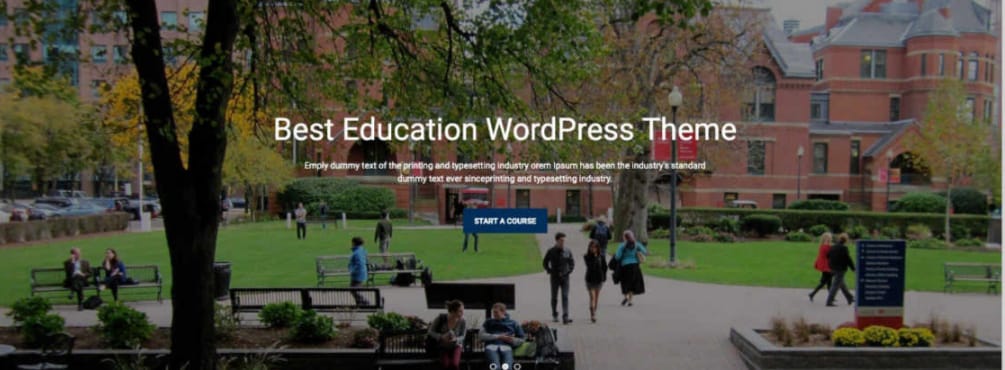 Best Education WordPress Theme
Emply dummy text of the printing and typesetting industry orem Ipsum has been the industry's standard
dummy text ever sinceprinting and typesetting industry.
START A COURSE